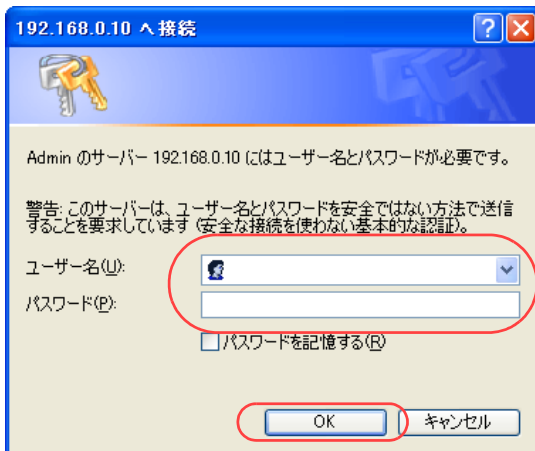 192.168.0.10 へ接続
Admin のサーバー 192.168.0.10 にはユーザー名とパスワードが必要です。
警告: このサーバーは、ユーザー名とパスワードを安全ではない方法で送信
することを要求しています (安全な接続を使わない基本的な認証)。
ユーザー名(U):
パスワード(P):
パスワードを記憶する(R)
OK キャンセル